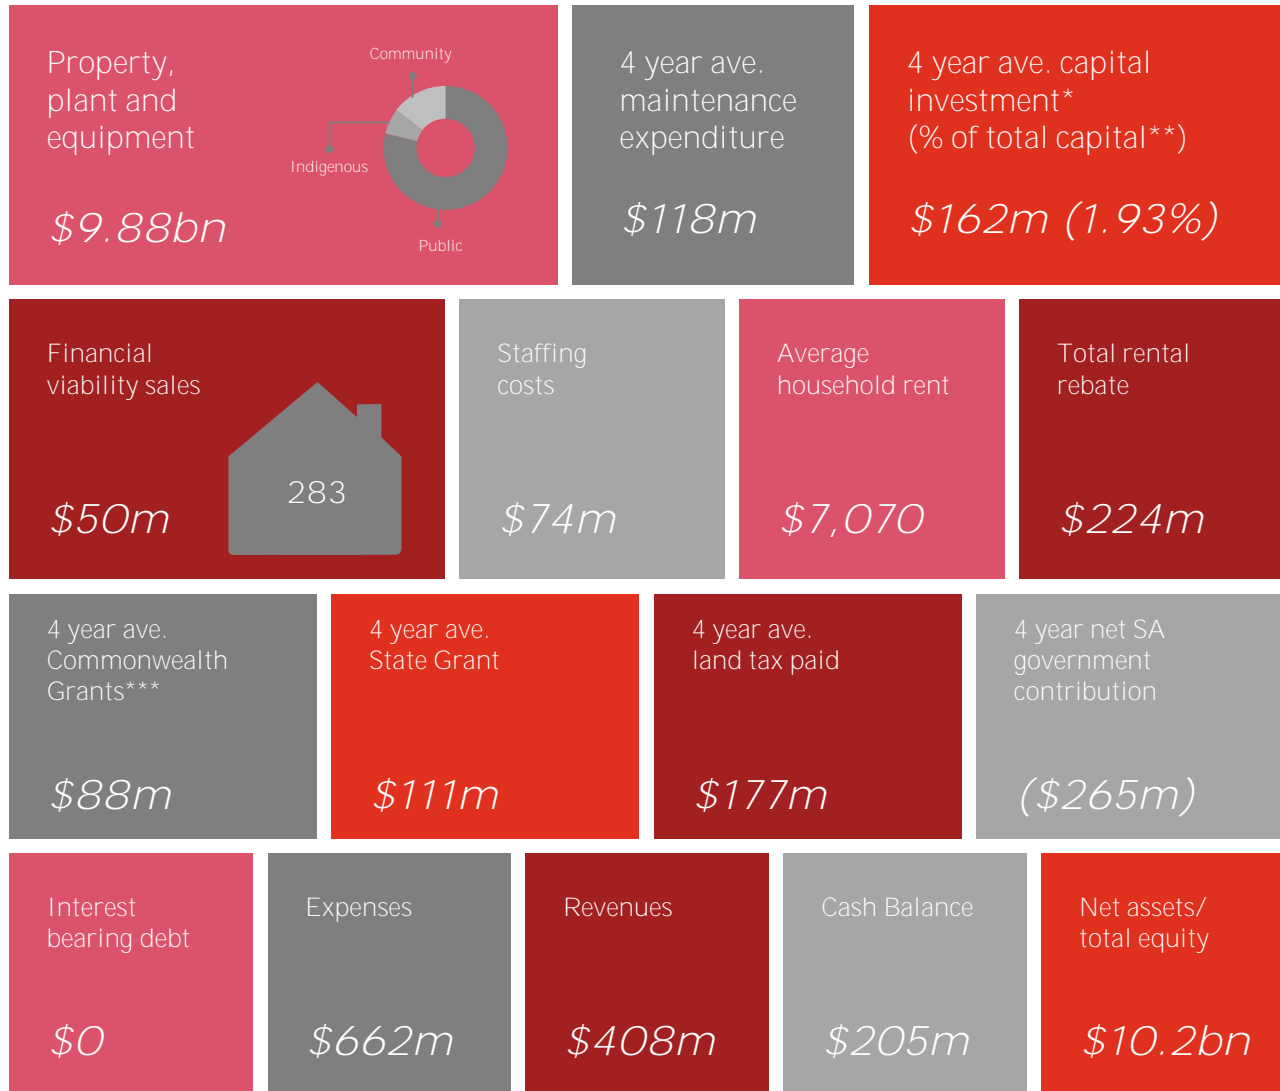 Property,
plant and
equipment
$9.88bn
Community
Indigenous
Public
4 year ave.
maintenance
expenditure
$118m
4 year ave. capital
investment*
(% of total capital**)
$162m (1.93%)
Financial
viability sales
$50m
283
Staffing
costs
$74m
Average
household rent
$7,070
Total rental
rebate
$224m
4 year ave.
Commonwealth
Grants***
$88m
4 year ave.
State Grant
$111m
4 year ave.
land tax paid
$177m
4 year net SA
government
contribution
($265m)
Interest
bearing debt
$0
Expenses
$662m
Revenues
$408m
Cash Balance
$205m
Net assets/
total equity
$10.2bn